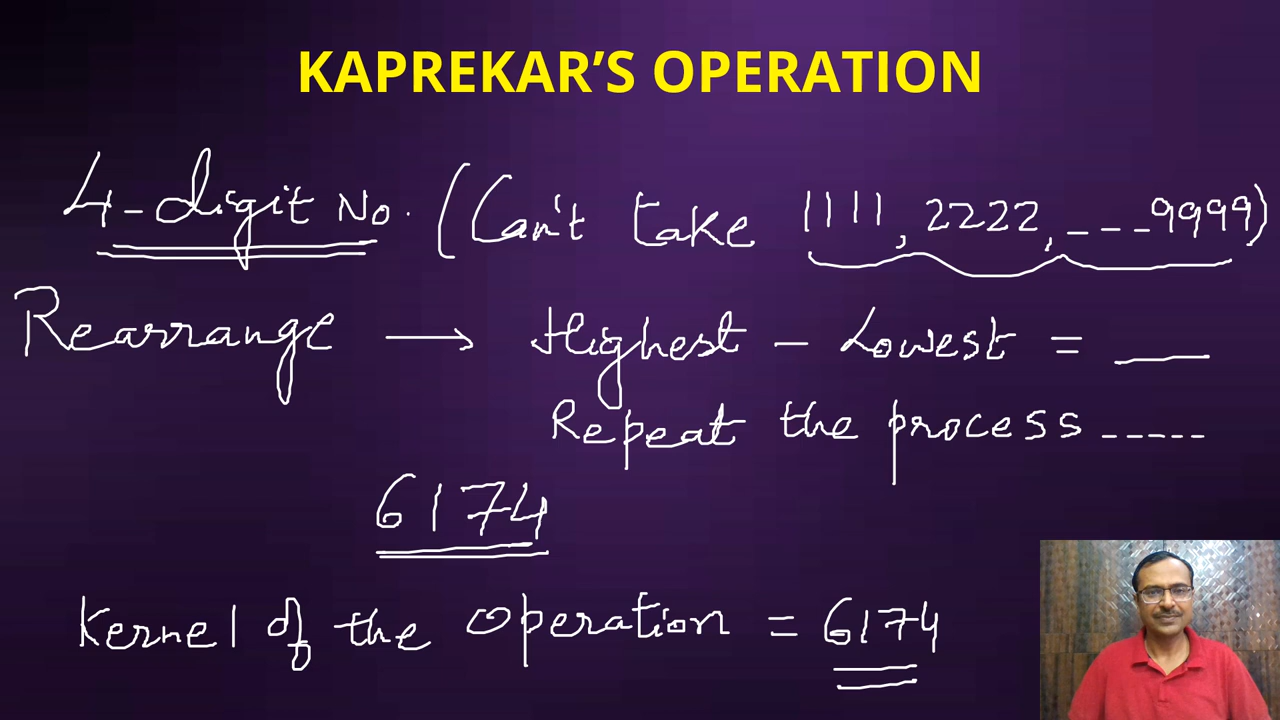 KAPREKAR'S OPERATION
4-digit No. (Can't take 1111, 2222, ---9999)
Rearrange → Highest - Lowest = __
Repeat the process -----
6174
Kernel of the operation = 6174